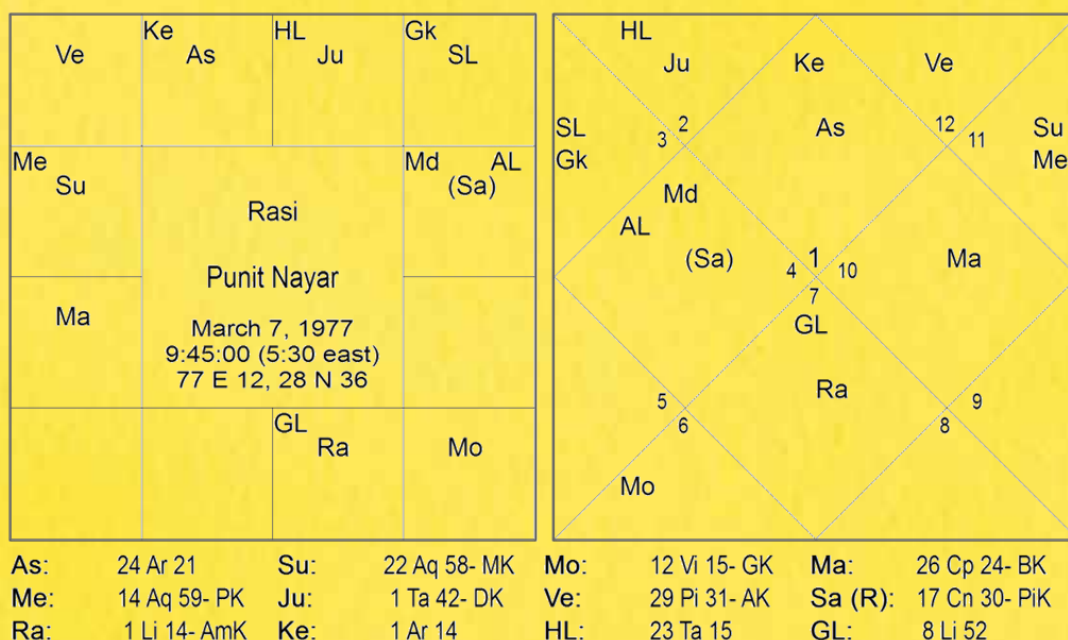 Ke HL Gk
Ve As Ju SL
Me Md AL
Su (Sa)
Rasi
Punit Nayar
Ma
March 7, 1977
9:45:00 (5:30 east)
77 E 12, 28 N 36
GL
Ra Mo
HL
Ju Ke Ve
SL 3 2 As 12 11 Su
Gk Me
Md
AL
(Sa) 4 1 10 Ma
7
GL
Ra
5 9
6 8
Mo
As: 24 Ar 21 Su: 22 Aq 58- MK Mo: 12 Vi 15- GK Ma: 26 Cp 24- BK
Me: 14 Aq 59- PK Ju: 1 Ta 42- DK Ve: 29 Pi 31- AK Sa (R): 17 Cn 30- PiK
Ra: 1 Li 14- AmK Ke: 1 Ar 14 HL: 23 Ta 15 GL: 8 Li 52